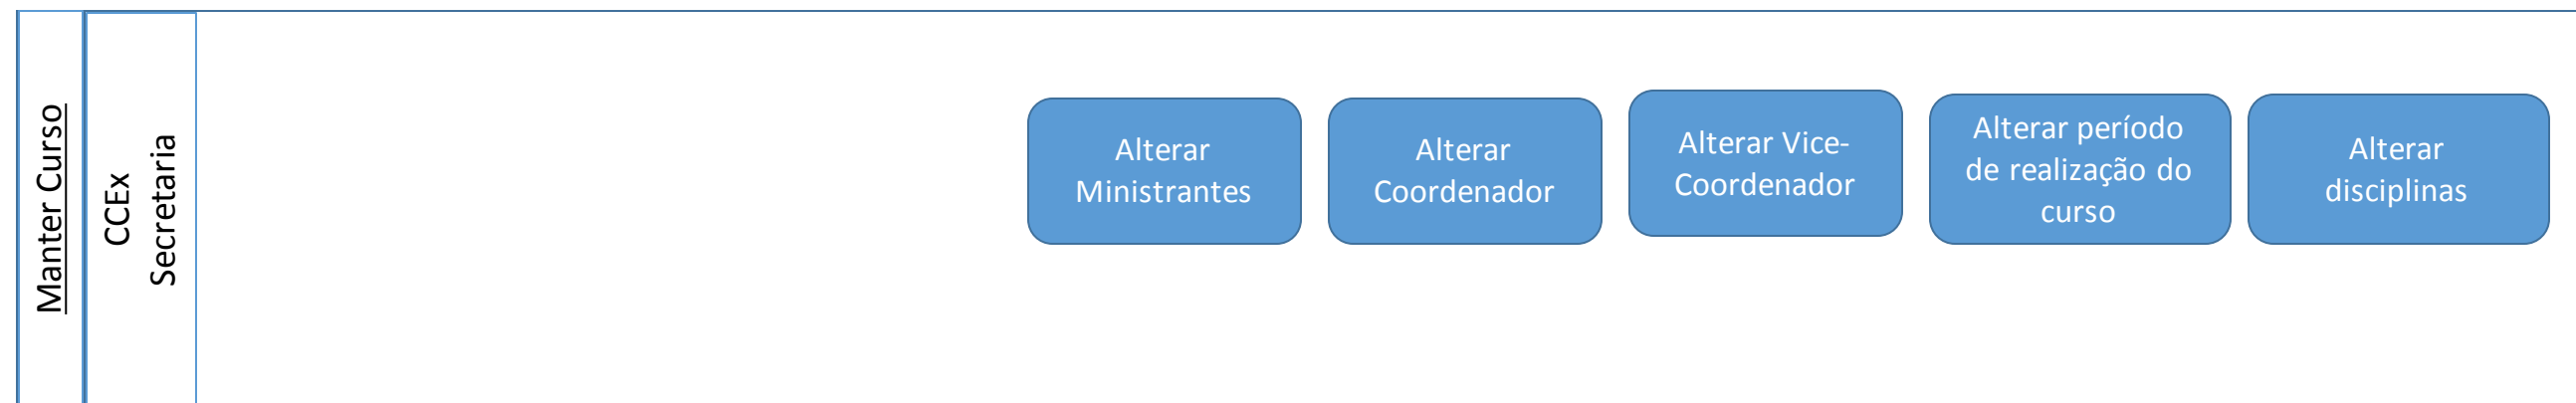 Manter Curso
CCEx
Secretaria
Alterar
Ministrantes
Alterar
Coordenador
Alterar Vice-
Coordenador
Alterar período
de realização do
curso
Alterar
disciplinas